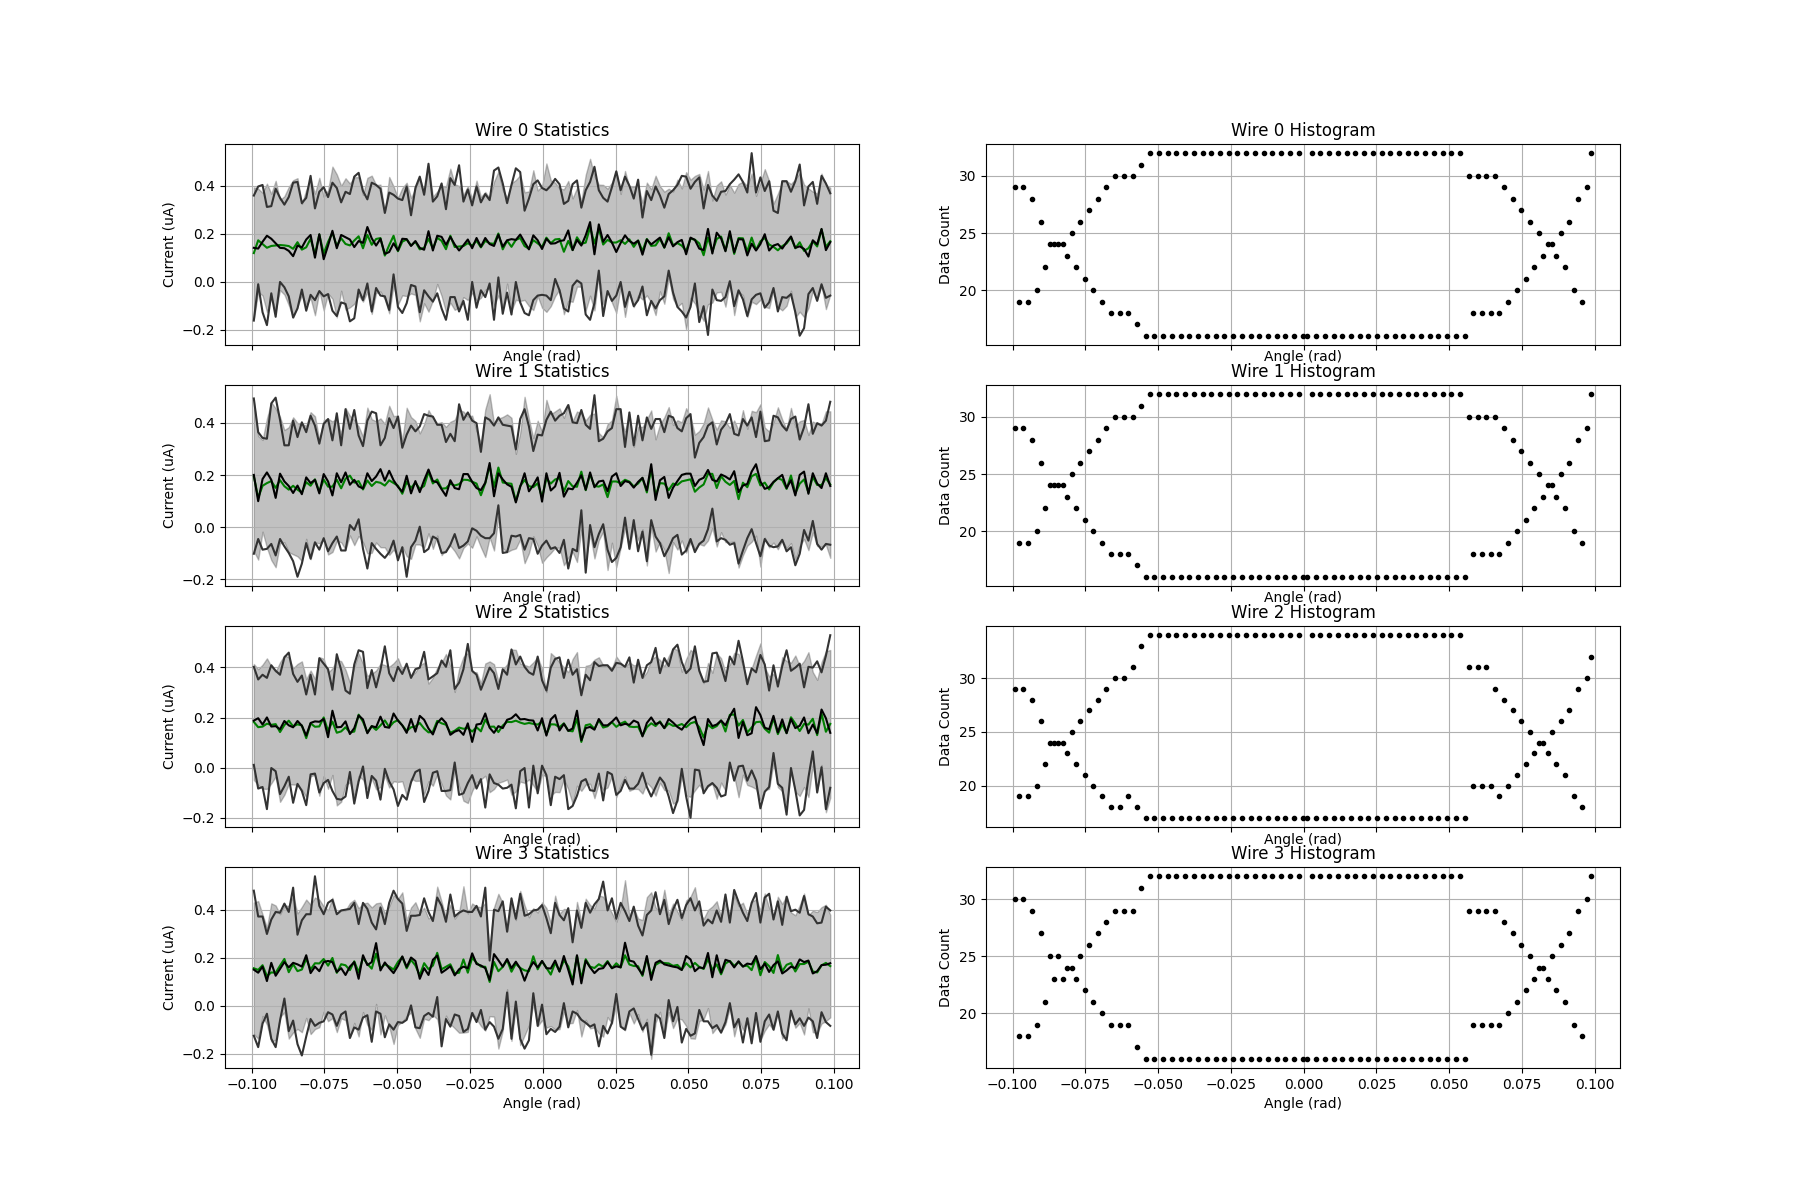 Wire 0 Statistics
Current (uA)
0.4
0.2
0.0
−0.2
Angle (rad)
Wire 0 Histogram
Data Count
30
25
20
Angle (rad)
Wire 1 Statistics
Current (uA)
0.4
0.2
0.0
−0.2
Angle (rad)
Wire 1 Histogram
Data Count
30
25
20
Angle (rad)
Wire 2 Statistics
Current (uA)
0.4
0.2
0.0
−0.2
Angle (rad)
Wire 2 Histogram
Data Count
30
25
20
Angle (rad)
Wire 3 Statistics
Current (uA)
0.4
0.2
0.0
−0.2
−0.100 −0.075 −0.050 −0.025 0.000 0.025 0.050 0.075 0.100
Angle (rad)
Wire 3 Histogram
Data Count
30
25
20
−0.100 −0.075 −0.050 −0.025 0.000 0.025 0.050 0.075 0.100
Angle (rad)